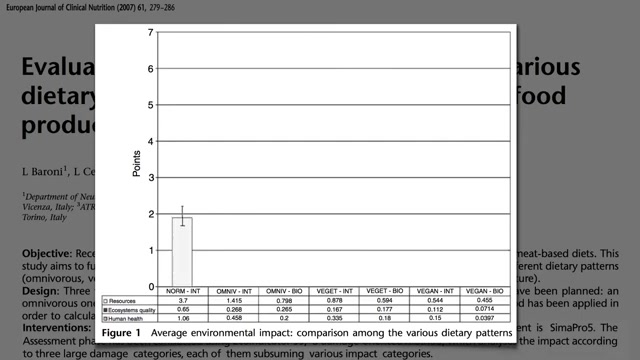 European Journal of Clinical Nutrition (2007) 61, 279–286
Evalua
arious
dietary
food
produc
L Baroni1, L Ce
1Department of Neu
Vicenza, Italy; 3ATR
Torino, Italy
7
6
5
4
3
2
1
0
Points
NORM - INT OMNIV - INT OMNIV - BIO VEGET - INT VEGET - BIO VEGAN - INT VEGAN - BIO
Resources 3.7 1.415 0.798 0.878 0.594 0.544 0.455
Ecosystems quality 0.65 0.268 0.265 0.167 0.177 0.112 0.0714
Human health 1.06 0.458 0.2 0.335 0.18 0.15 0.0397
Figure 1 Average environmental impact: comparison among the various dietary patterns
Objective: Rece
meat-based diets. This
study aims to fu
erent dietary patterns
(omnivorous, ve
ure).
Design: Three
ve been planned: an
omnivorous one
d has been applied in
order to calcula
Interventions:
ent is SimaPro5. The
Assessment phase
the impact according
to three large damage categories, each of them subsuming various impact categories.